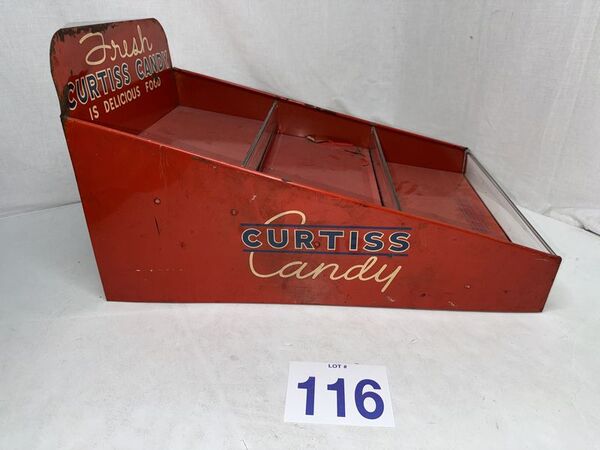 Fresh
CURTISS CANDY
IS DELICIOUS FOOD
CURTISS
Candy
LOT #
116